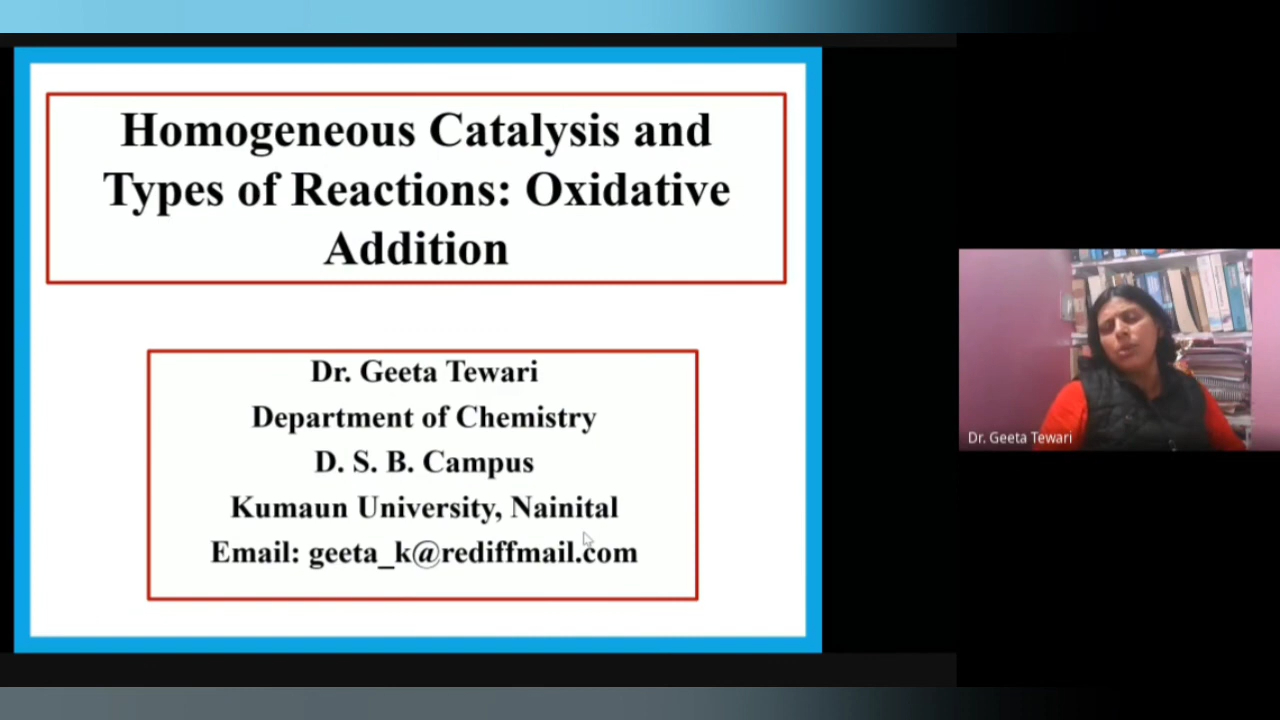 Homogeneous Catalysis and
Types of Reactions: Oxidative
Addition
Dr. Geeta Tewari
Department of Chemistry
D. S. B. Campus
Kumaun University, Nainital
Email: geeta_k@rediffmail.com
Dr. Geeta Tewari